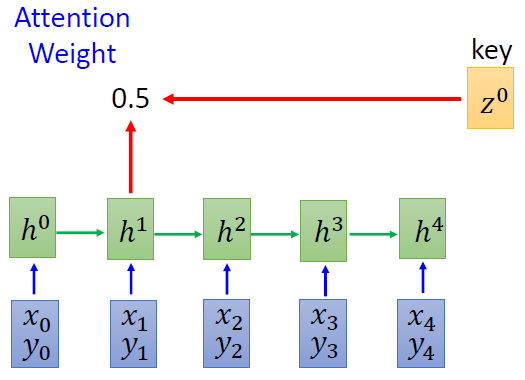 Attention
Weight
key
0.5
z⁰
h⁰ h¹ h² h³ h⁴
x₀ x₁ x₂ x₃ x₄
y₀ y₁ y₂ y₃ y₄